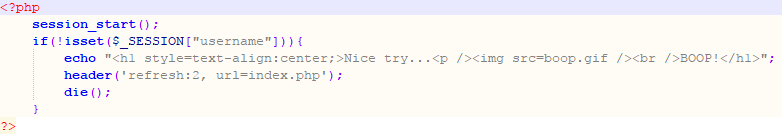 <?php
    session_start();
    if(!isset($_SESSION["username"])){
        echo "<h1 style=text-align:center;>Nice try...<p /><img src=boop.gif /><br />BOOP!</h1>";
        header('refresh:2, url=index.php');
        die();
    }
?>